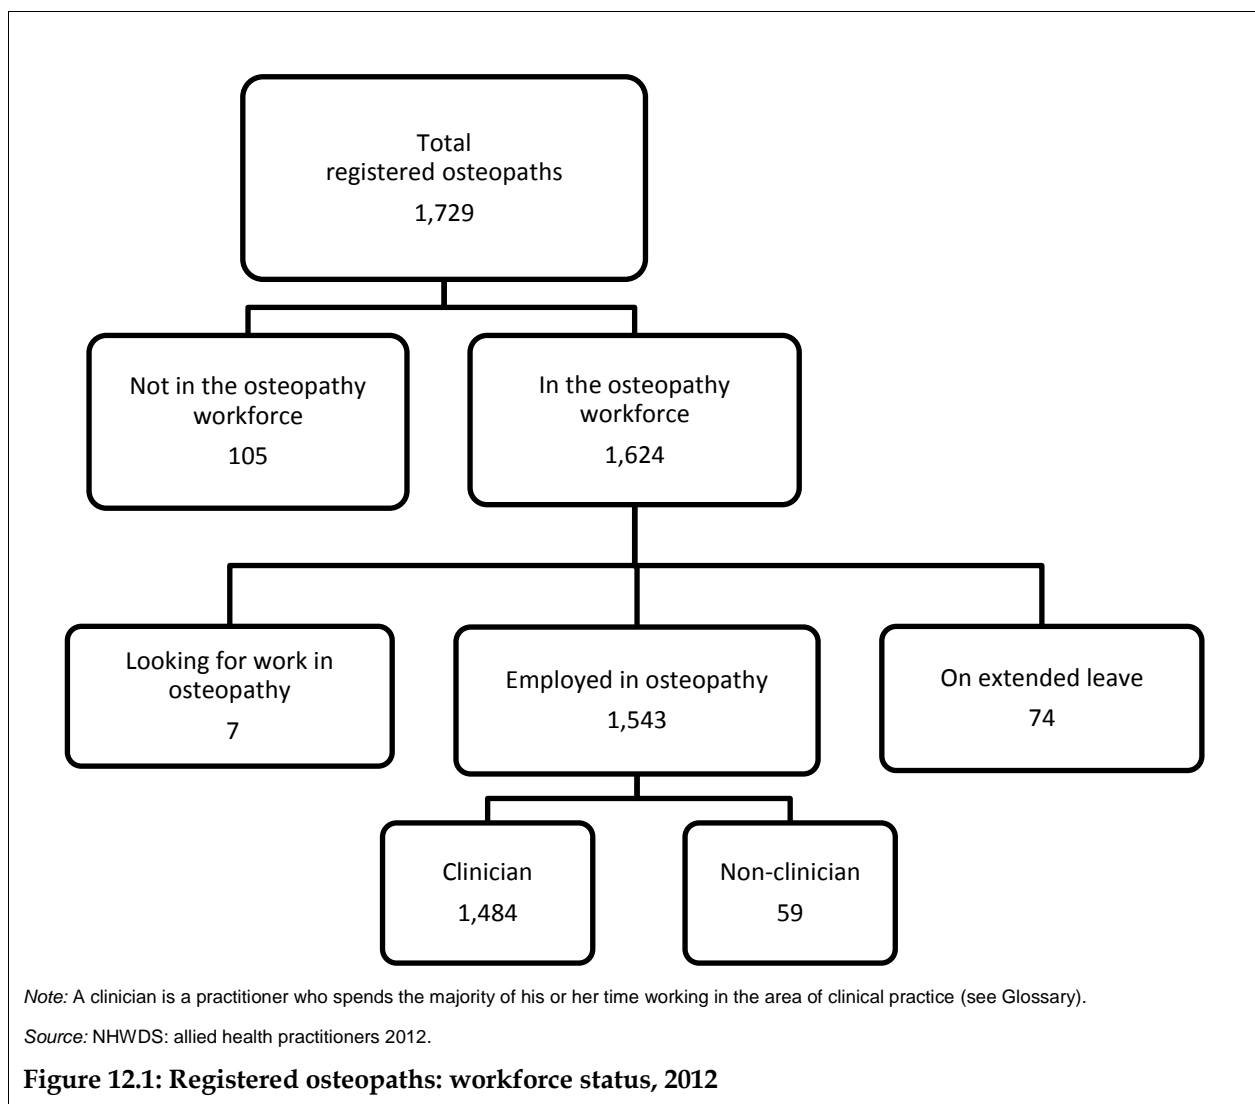 Total
registered osteopaths
1,729
Not in the osteopathy
workforce
105
In the osteopathy
workforce
1,624
Looking for work in
osteopathy
7
Employed in osteopathy
1,543
On extended leave
74
Clinician
1,484
Non-clinician
59
Note: A clinician is a practitioner who spends the majority of his or her time working in the area of clinical practice (see Glossary).
Source: NHWDS: allied health practitioners 2012.
Figure 12.1: Registered osteopaths: workforce status, 2012